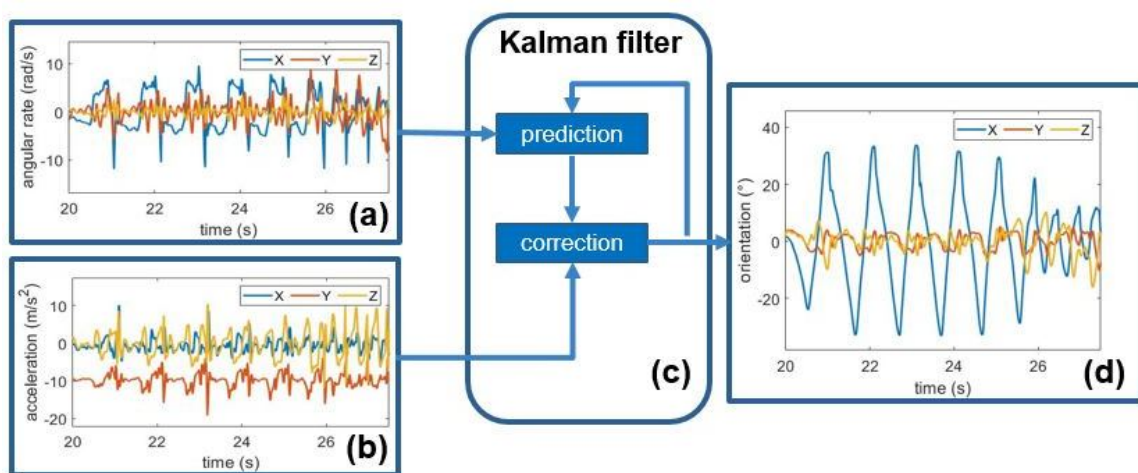 Kalman filter
X Y Z
angular rate (rad/s)
10
0
-10
20 22 24 26
time (s)
(a)
prediction
correction
(c)
X Y Z
acceleration (m/s²)
10
0
-10
-20
20 22 24 26
time (s)
(b)
X Y Z
orientation (°)
40
20
0
-20
20 22 24 26
time (s)
(d)